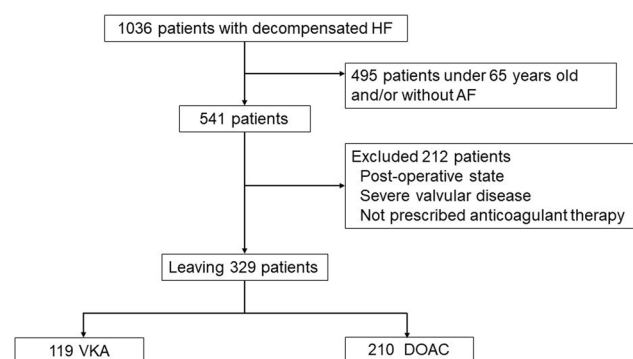 1036 patients with decompensated HF
495 patients under 65 years old
and/or without AF
541 patients
Excluded 212 patients
Post-operative state
Severe valvular disease
Not prescribed anticoagulant therapy
Leaving 329 patients
119 VKA
210 DOAC